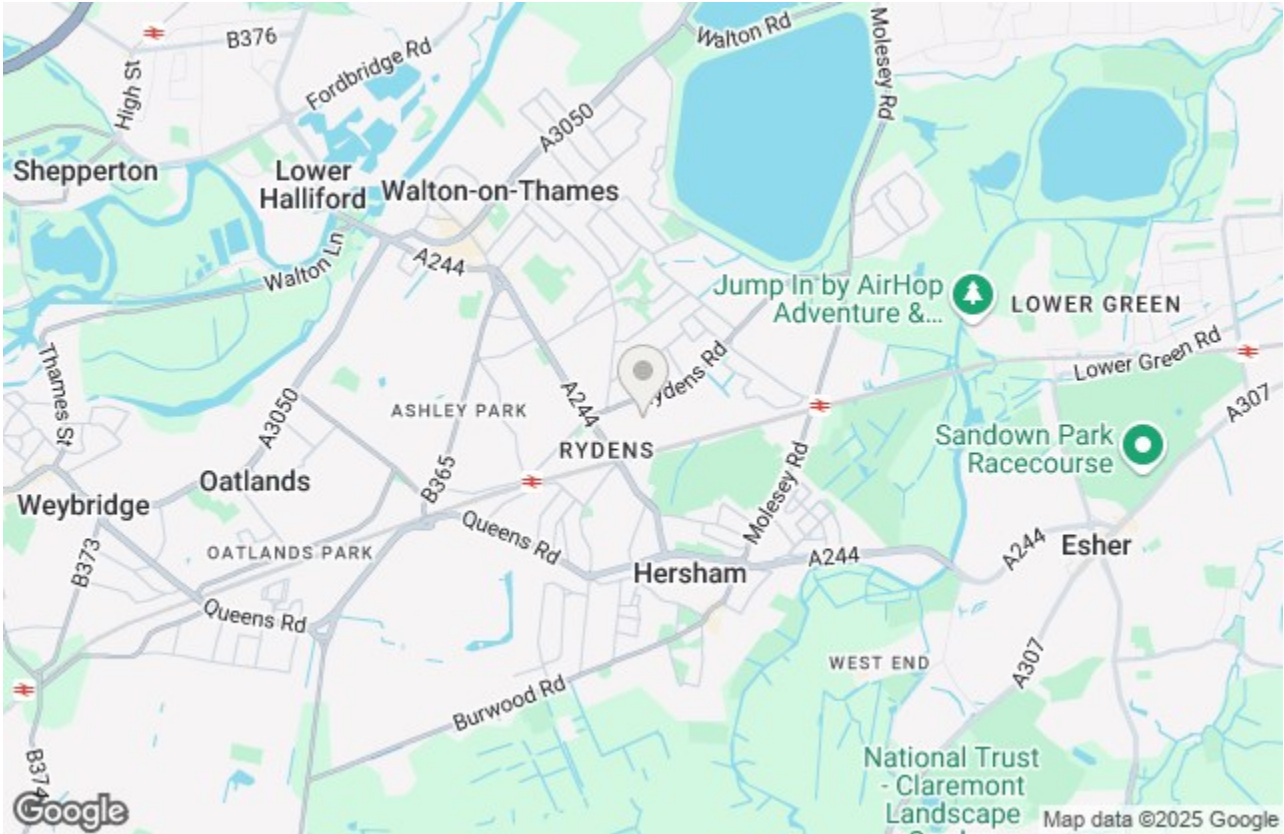 B376
Fordbridge Rd
High St
Walton Rd
Molesey Rd
A3050
Shepperton
Lower
Halliford
Walton-on-Thames
A244
Walton Ln
Jump In by AirHop
Adventure &...
LOWER GREEN
Lower Green Rd
Thames St
A3050
ASHLEY PARK
A244
Rydens Rd
RYDENS
A307
Sandown Park
Racecourse
Oatlands
B365
Weybridge
Queens Rd
Molesey Rd
OATLANDS PARK
B373
Hersham
A244
A244
Esher
Queens Rd
WEST END
A307
Burwood Rd
B374
National Trust
- Claremont
Landscape
Google
Map data ©2025 Google